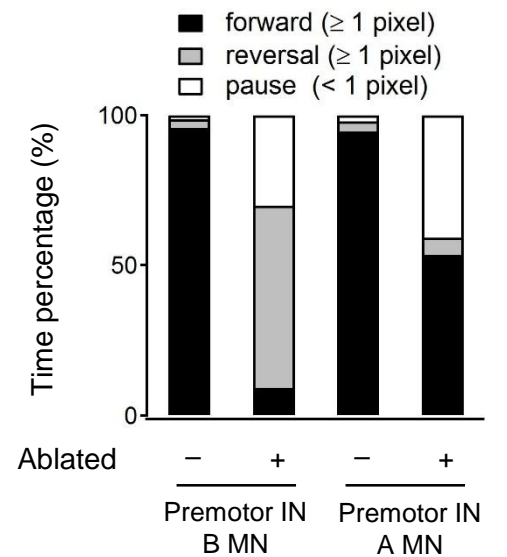 forward (≥ 1 pixel)
reversal (≥ 1 pixel)
pause (< 1 pixel)
Time percentage (%)
100
50
0
Ablated − + − +
Premotor IN Premotor IN
B MN A MN